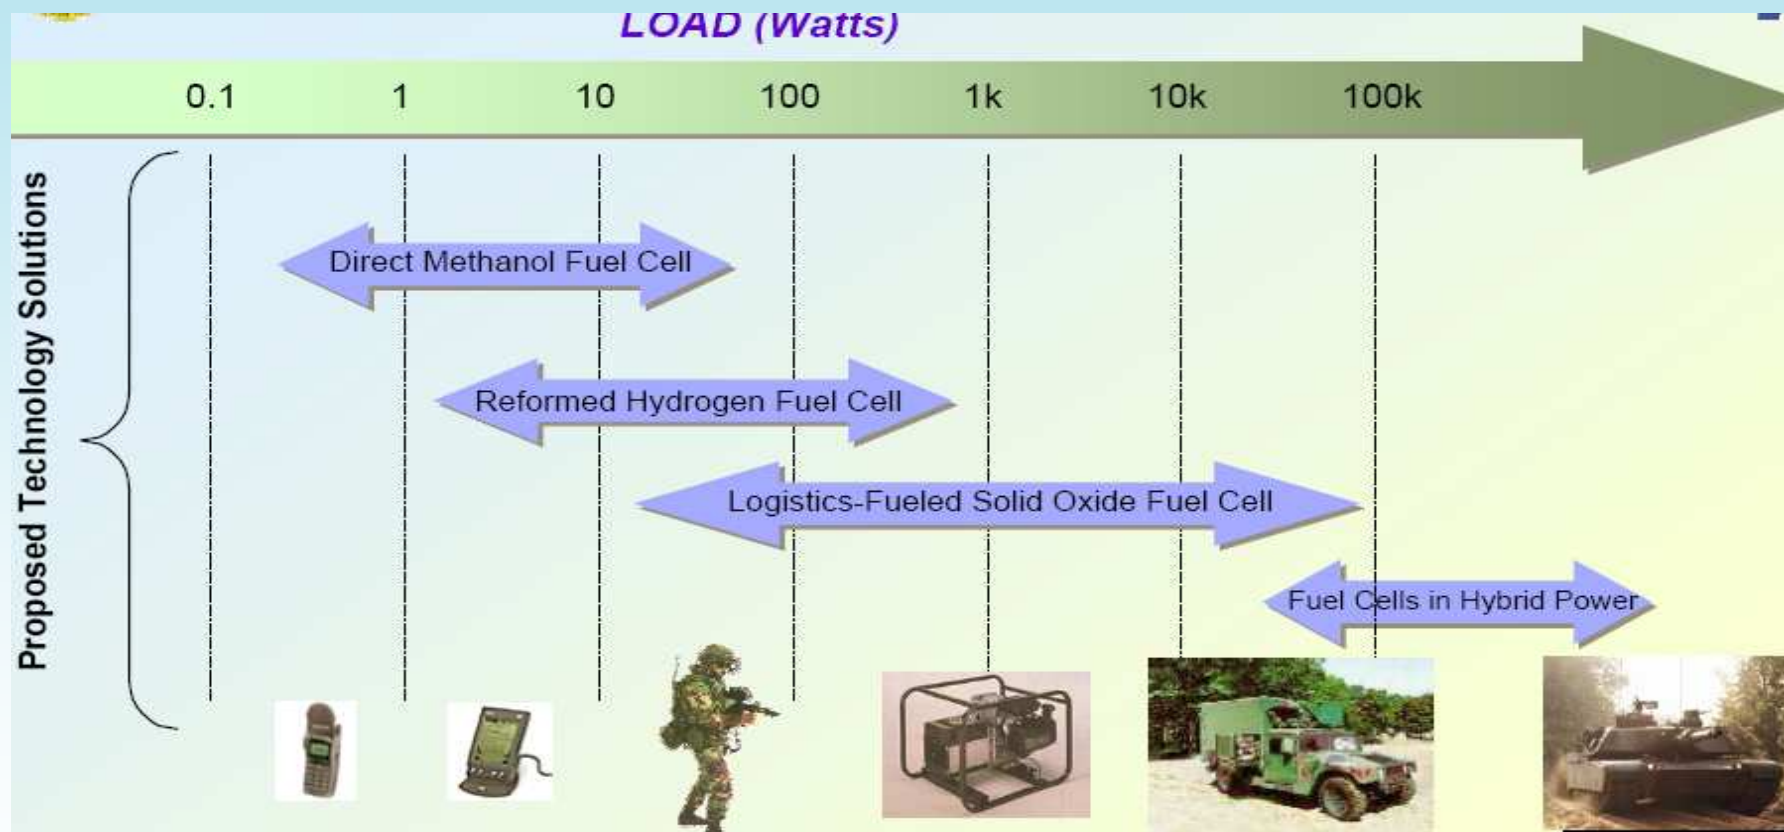 LOAD (Watts)
0.1 1 10 100 1k 10k 100k
Proposed Technology Solutions
Direct Methanol Fuel Cell
Reformed Hydrogen Fuel Cell
Logistics-Fueled Solid Oxide Fuel Cell
Fuel Cells in Hybrid Power